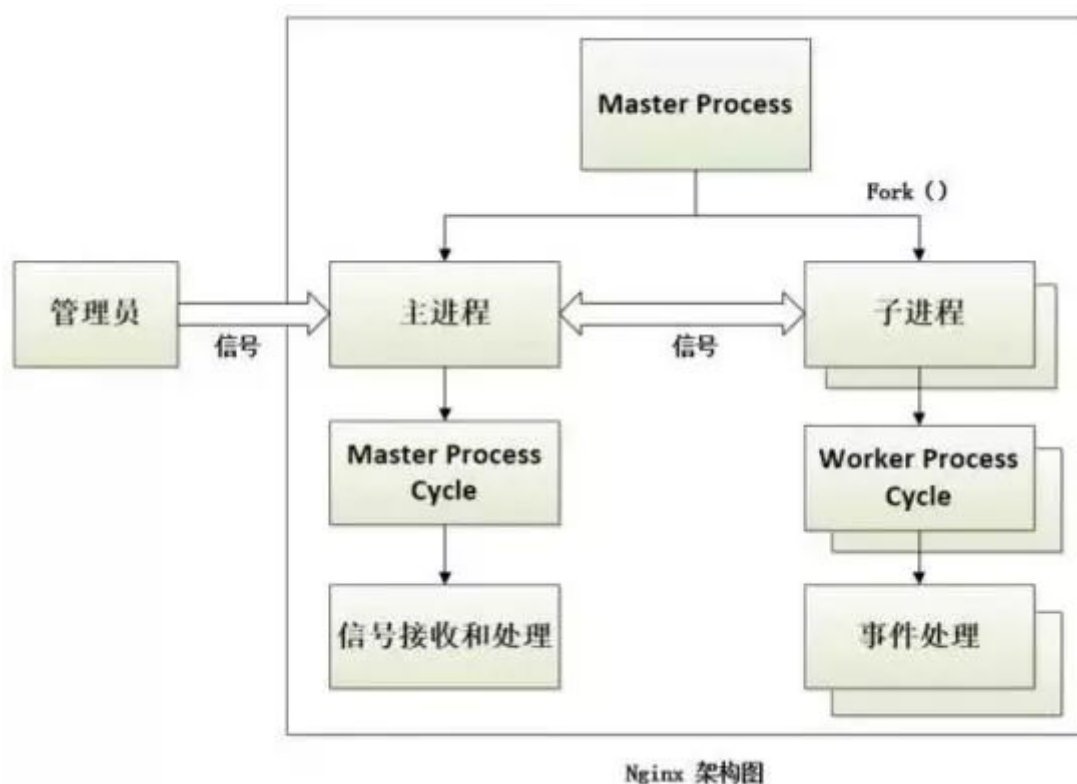 Master Process
Fork（）
管理员
信号
主进程
信号
子进程
Master Process
Cycle
Worker Process
Cycle
信号接收和处理
事件处理
Nginx 架构图